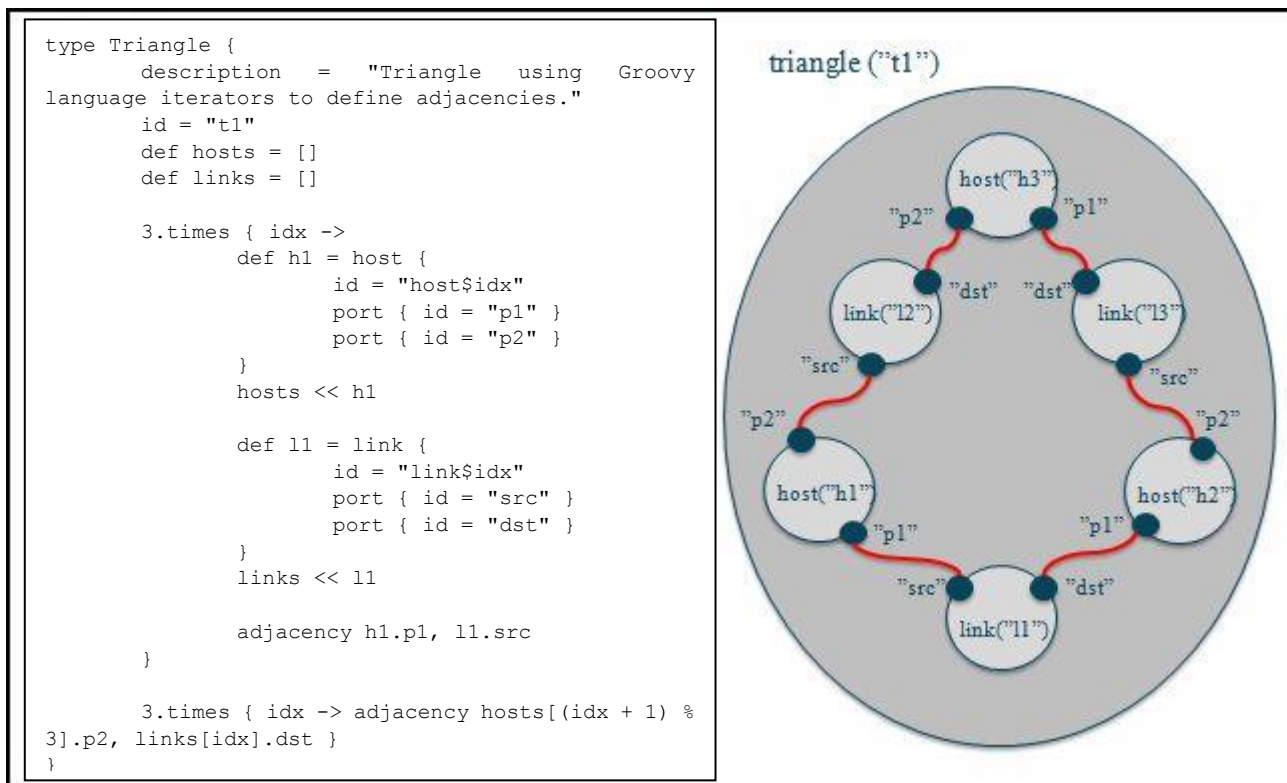 type Triangle {
description = "Triangle using Groovy
language iterators to define adjacencies."
id = "t1"
def hosts = []
def links = []
3.times { idx ->
def h1 = host {
id = "host$idx"
port { id = "p1" }
port { id = "p2" }
}
hosts << h1
def l1 = link {
id = "link$idx"
port { id = "src" }
port { id = "dst" }
}
links << l1
adjacency h1.p1, l1.src
}
3.times { idx -> adjacency hosts[(idx + 1) %
3].p2, links[idx].dst }
}
triangle ("t1")
host("h3")
"p2"
"p1"
"dst"
"dst"
link("l2")
link("l3")
"src"
"src"
"p2"
"p2"
host("h1")
host("h2")
"p1"
"p1"
"src"
"dst"
link("l1")